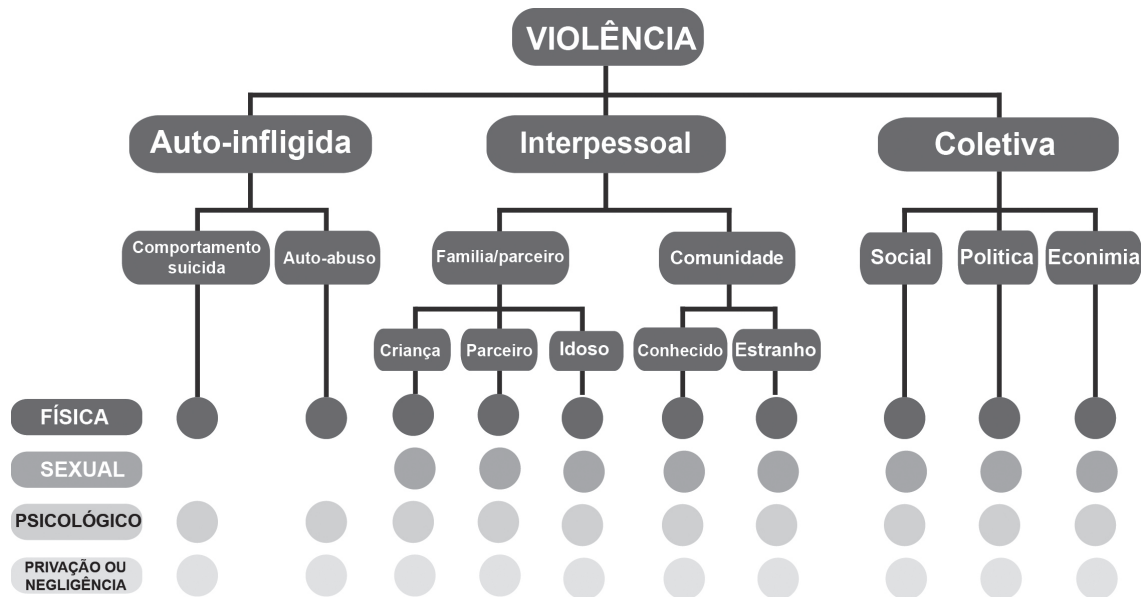 VIOLÊNCIA
Auto-infligida
Interpessoal
Coletiva
Comportamento
suicida
Auto-abuso
Familia/parceiro
Comunidade
Social
Politica
Econimia
Criança
Parceiro
Idoso
Conhecido
Estranho
FÍSICA
SEXUAL
PSICOLÓGICO
PRIVAÇÃO OU
NEGLIGÊNCIA